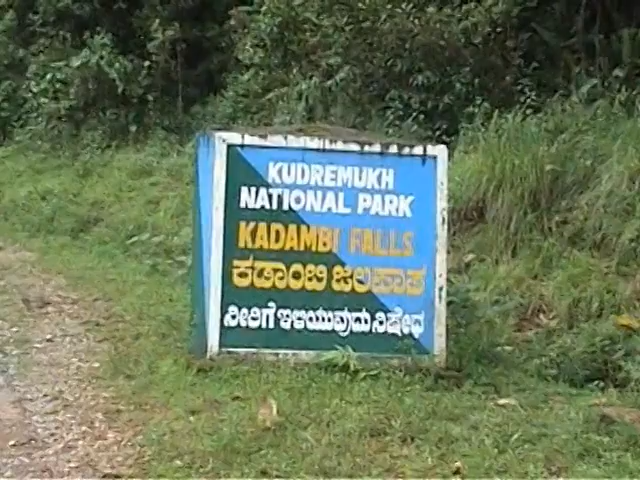 KUDREMUKH
NATIONAL PARK
KADAMBI FALLS
ಕಡಾಂಬಿ ಜಲಪಾತ
ನೀರಿಗೆ ಇಳಿಯುವುದು ನಿಷೇಧ